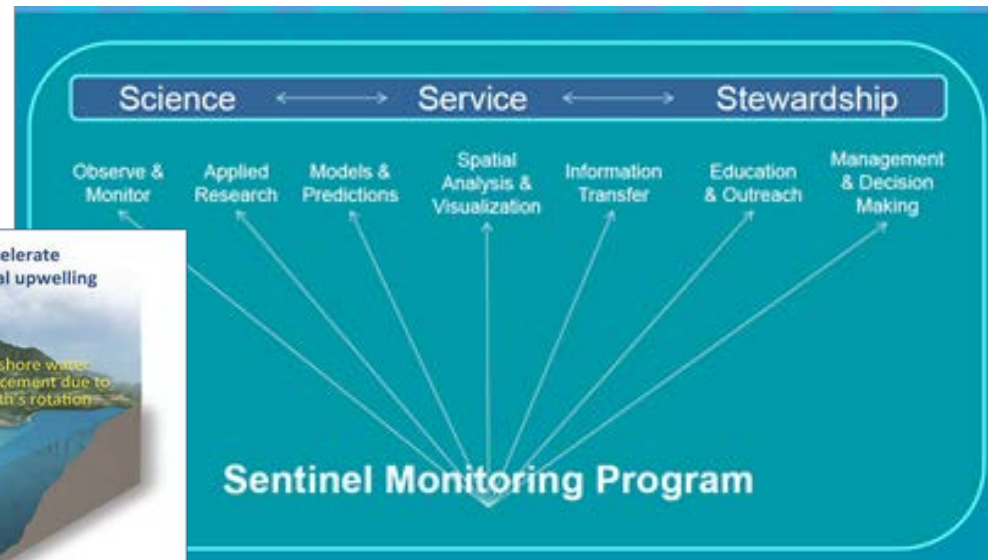 Science Service Stewardship
Observe &
Monitor
Applied
Research
Models &
Predictions
Spatial
Analysis &
Visualization
Information
Transfer
Education
& Outreach
Management
& Decision
Making
celerate
al upwelling
shore water
cement due to
th's rotation
Sentinel Monitoring Program